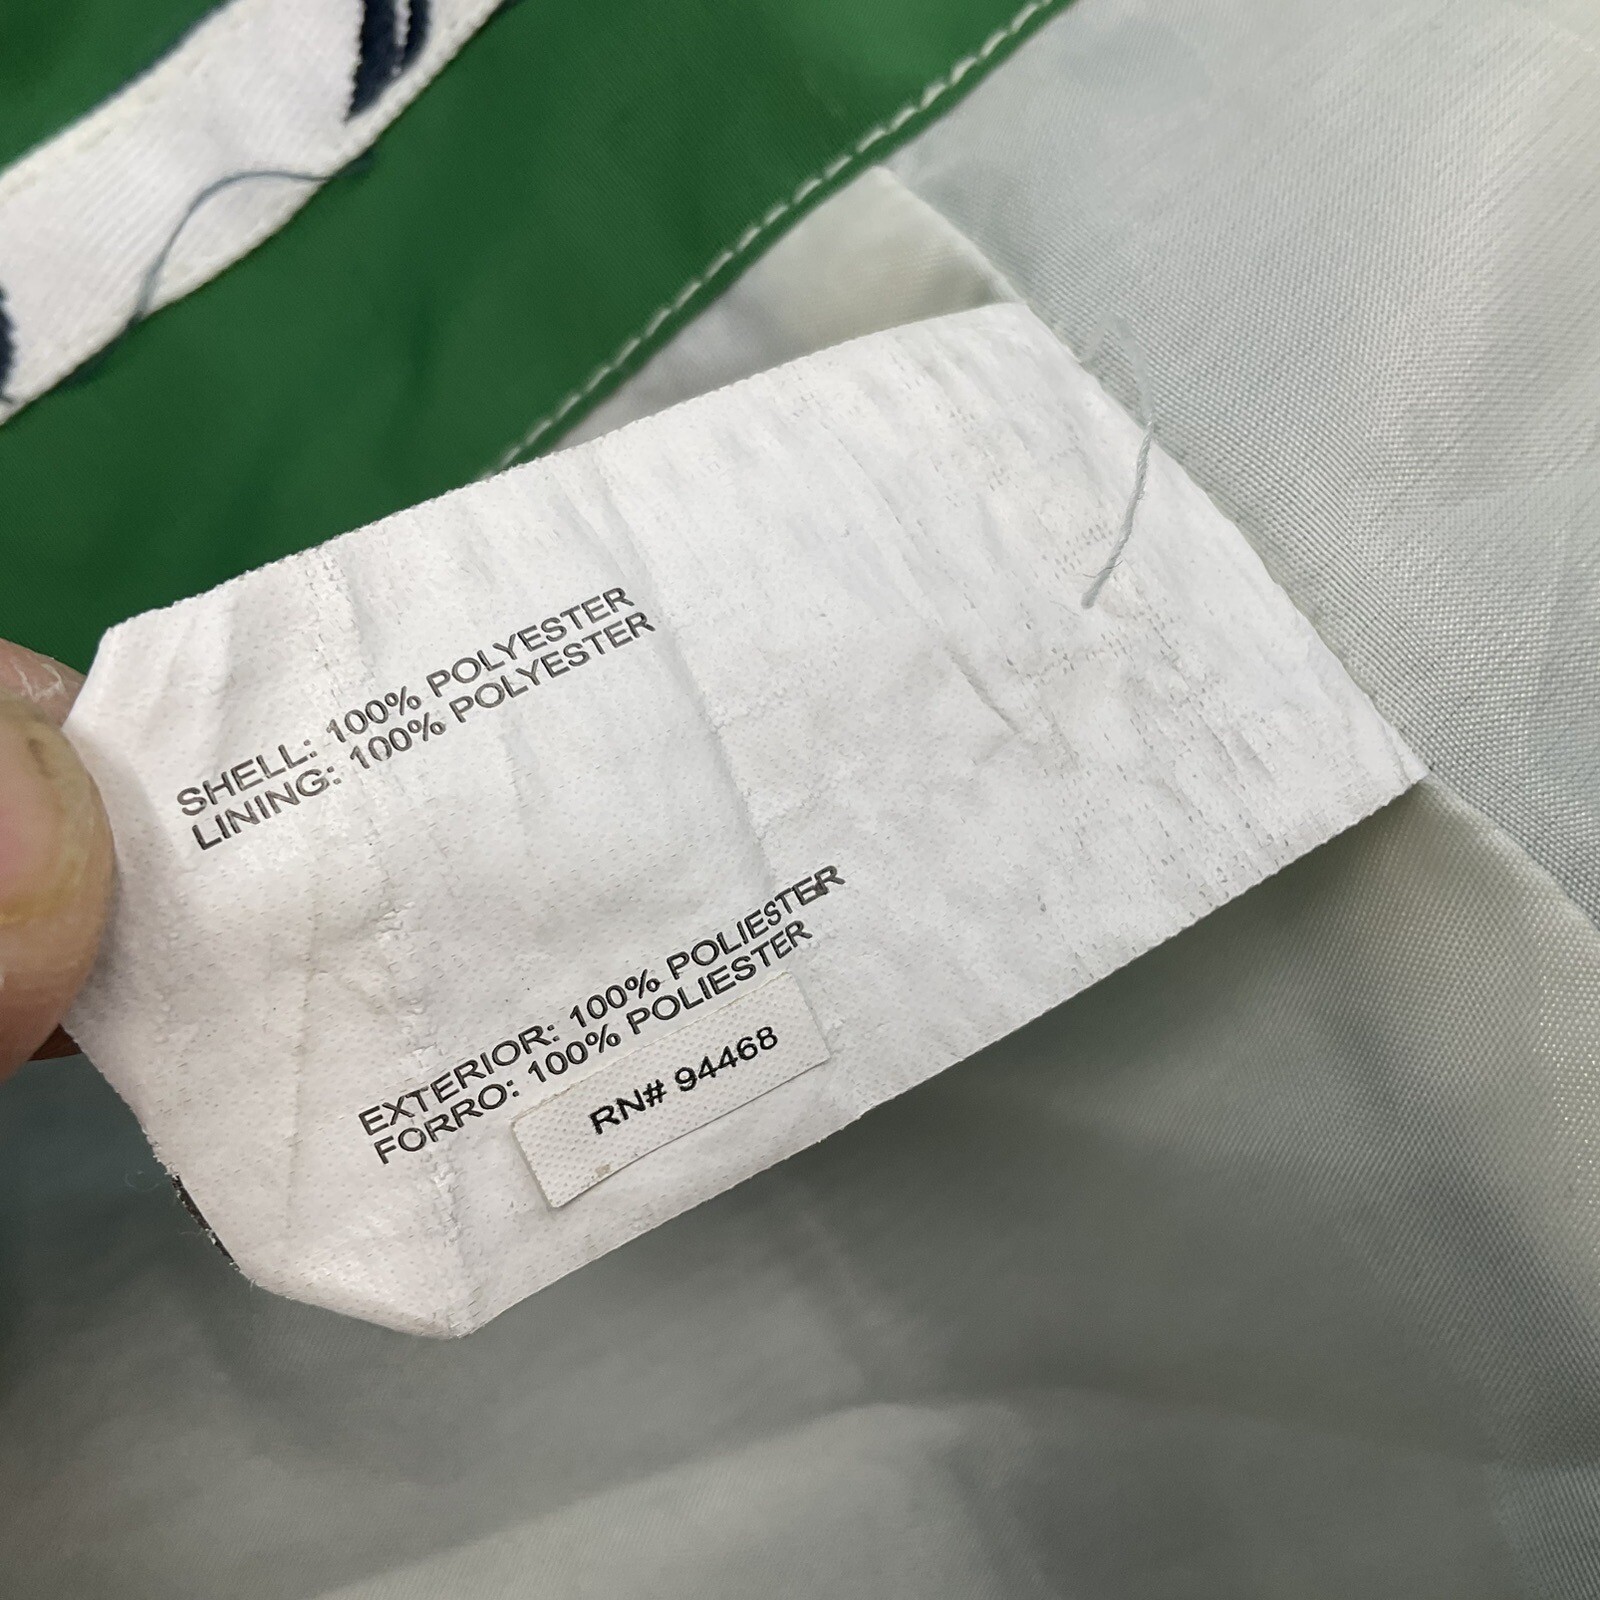 SHELL: 100% POLYESTER
LINING: 100% POLYESTER
EXTERIOR: 100% POLIESTER
FORRO: 100% POLIESTER
RN# 94468